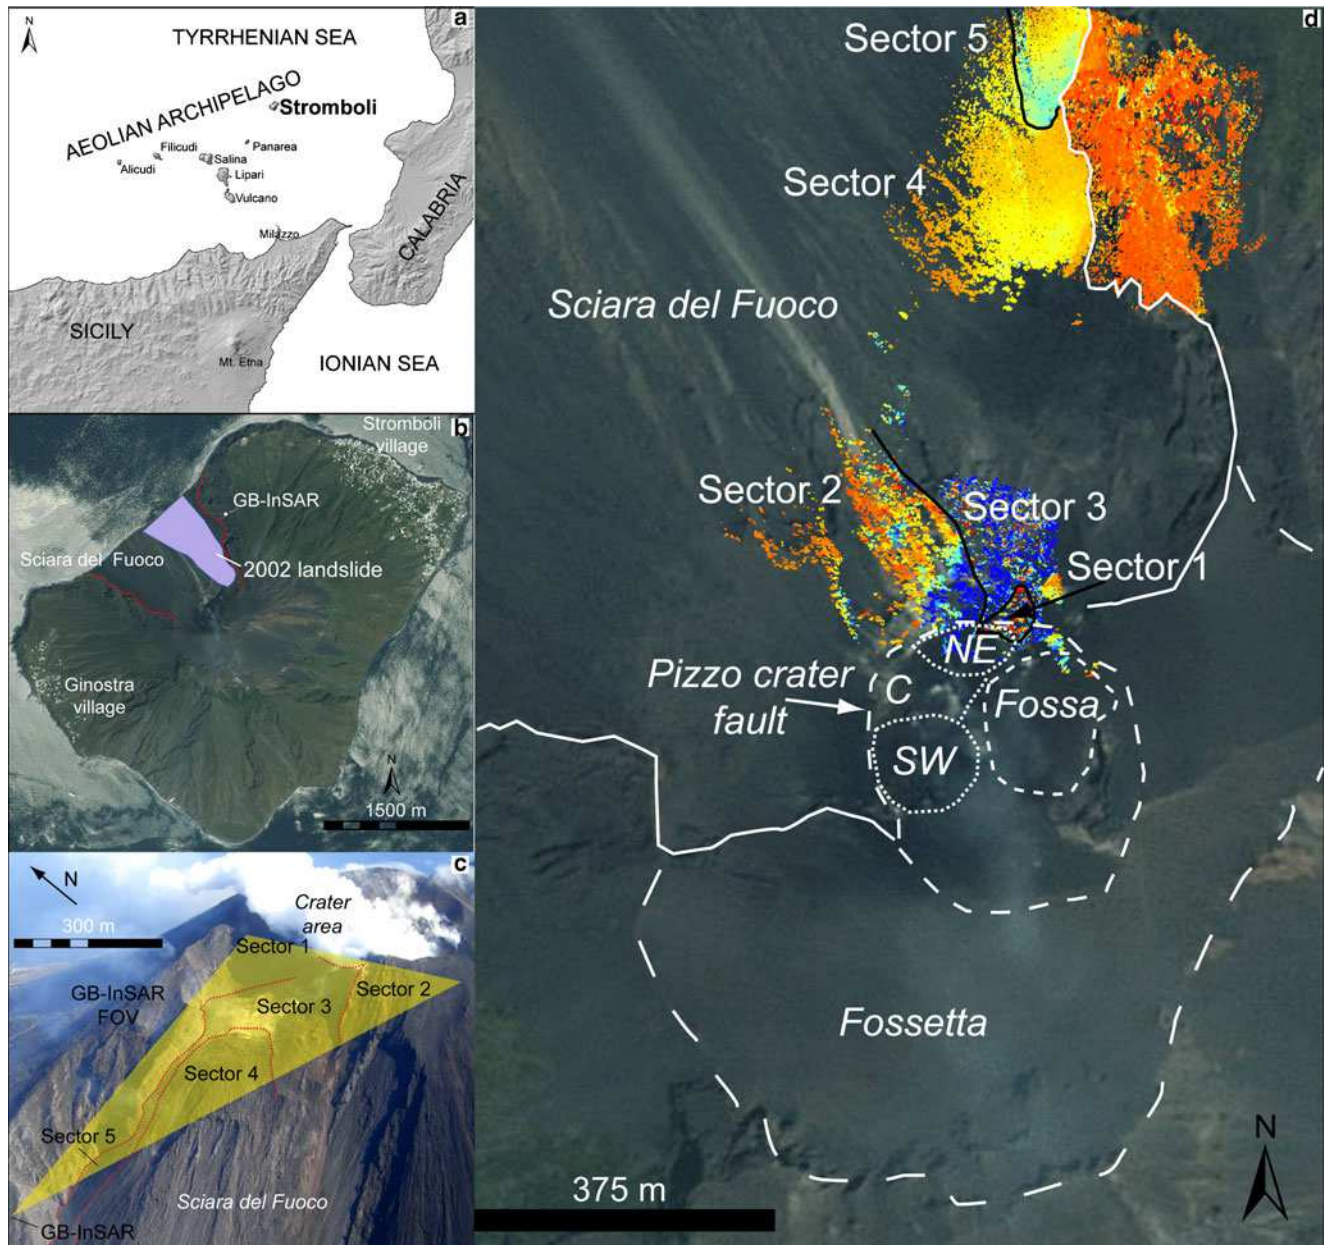 a
N
TYRRHENIAN SEA
AEOLIAN ARCHIPELAGO
Stromboli
Panarea
Filicudi
Salina
Alicudi
Lipari
Vulcano
Milazzo
CALABRIA
SICILY
Mt. Etna
IONIAN SEA
b
Stromboli
village
GB-InSAR
Sciara del Fuoco
2002 landslide
Ginostra
village
N
1500 m
c
N
300 m
Crater
area
Sector 1
GB-InSAR
FOV
Sector 2
Sector 3
Sector 4
Sector 5
Sciara del Fuoco
GB-InSAR
d
Sector 5
Sector 4
Sciara del Fuoco
Sector 2
Sector 3
Sector 1
NE
Pizzo crater
fault
C
Fossa
SW
Fossetta
N
375 m